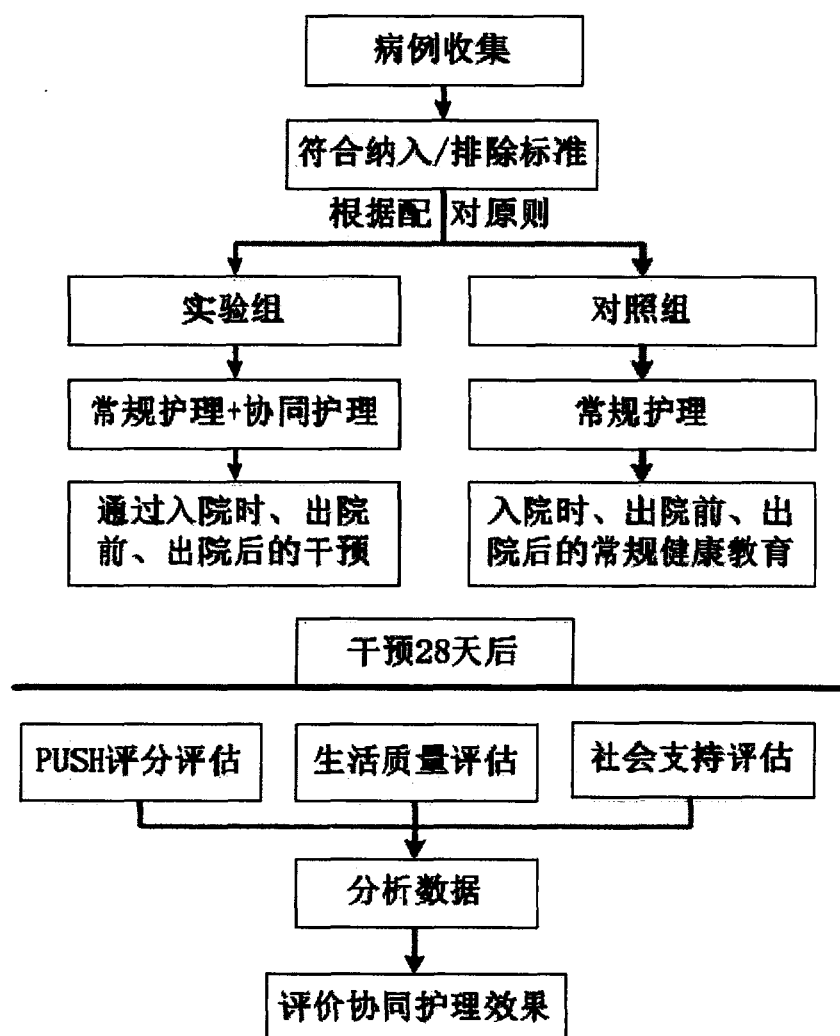 病例收集
符合纳入/排除标准
根据配 对原则
实验组
对照组
常规护理+协同护理
常规护理
通过入院时、出院
前、出院后的干预
入院时、出院前、出
院后的常规健康教育
干预28天后
PUSH评分评估
生活质量评估
社会支持评估
分析数据
评价协同护理效果